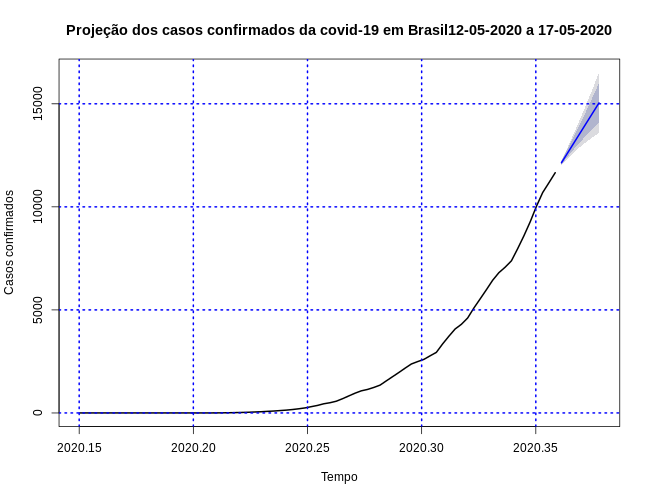 Projeção dos casos confirmados da covid-19 em Brasil12-05-2020 a 17-05-2020
Casos confirmados
15000
10000
5000
0
2020.15 2020.20 2020.25 2020.30 2020.35
Tempo